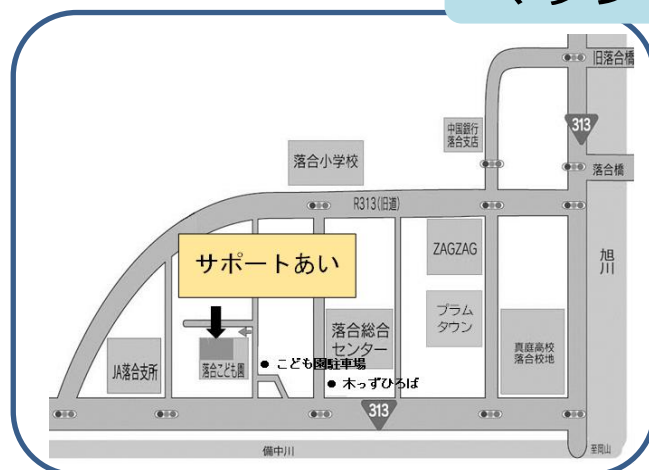 旧落合橋
中国銀行
落合支店
313
落合橋
落合小学校
R313(旧道)
サポートあい
ZAGZAG
旭川
プラム
タウン
落合総合
センター
真庭高校
落合校地
JA落合支所
落合こども園
● こども園駐車場
● 木っずひろば
313
備中川
至岡山